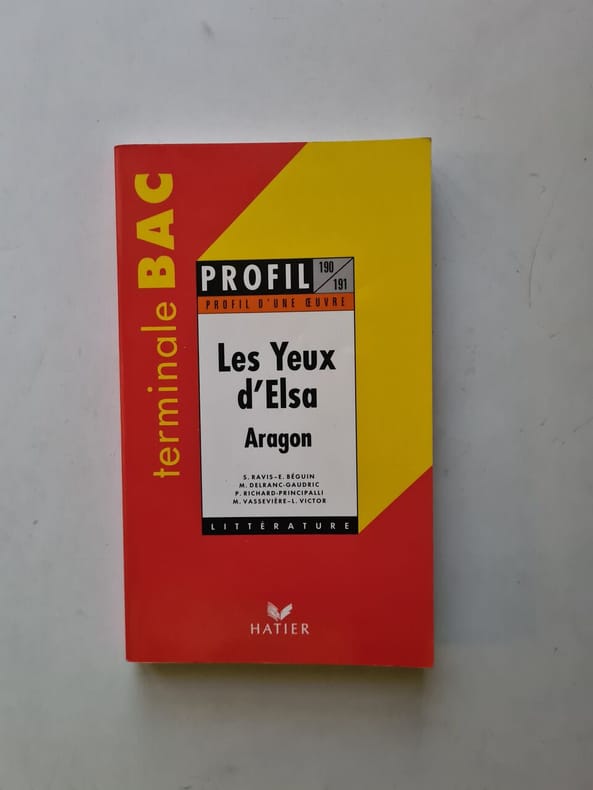 terminale BAC
PROFIL 190/191
PROFIL D'UNE ŒUVRE
Les Yeux
d'Elsa
Aragon
S. RAVIS–E. BÉGUIN
M. DELRANC-GAUDRIC
P. RICHARD-PRINCIPALLI
M. VASSEVIÈRE–L. VICTOR
LITTÉRATURE
HATIER